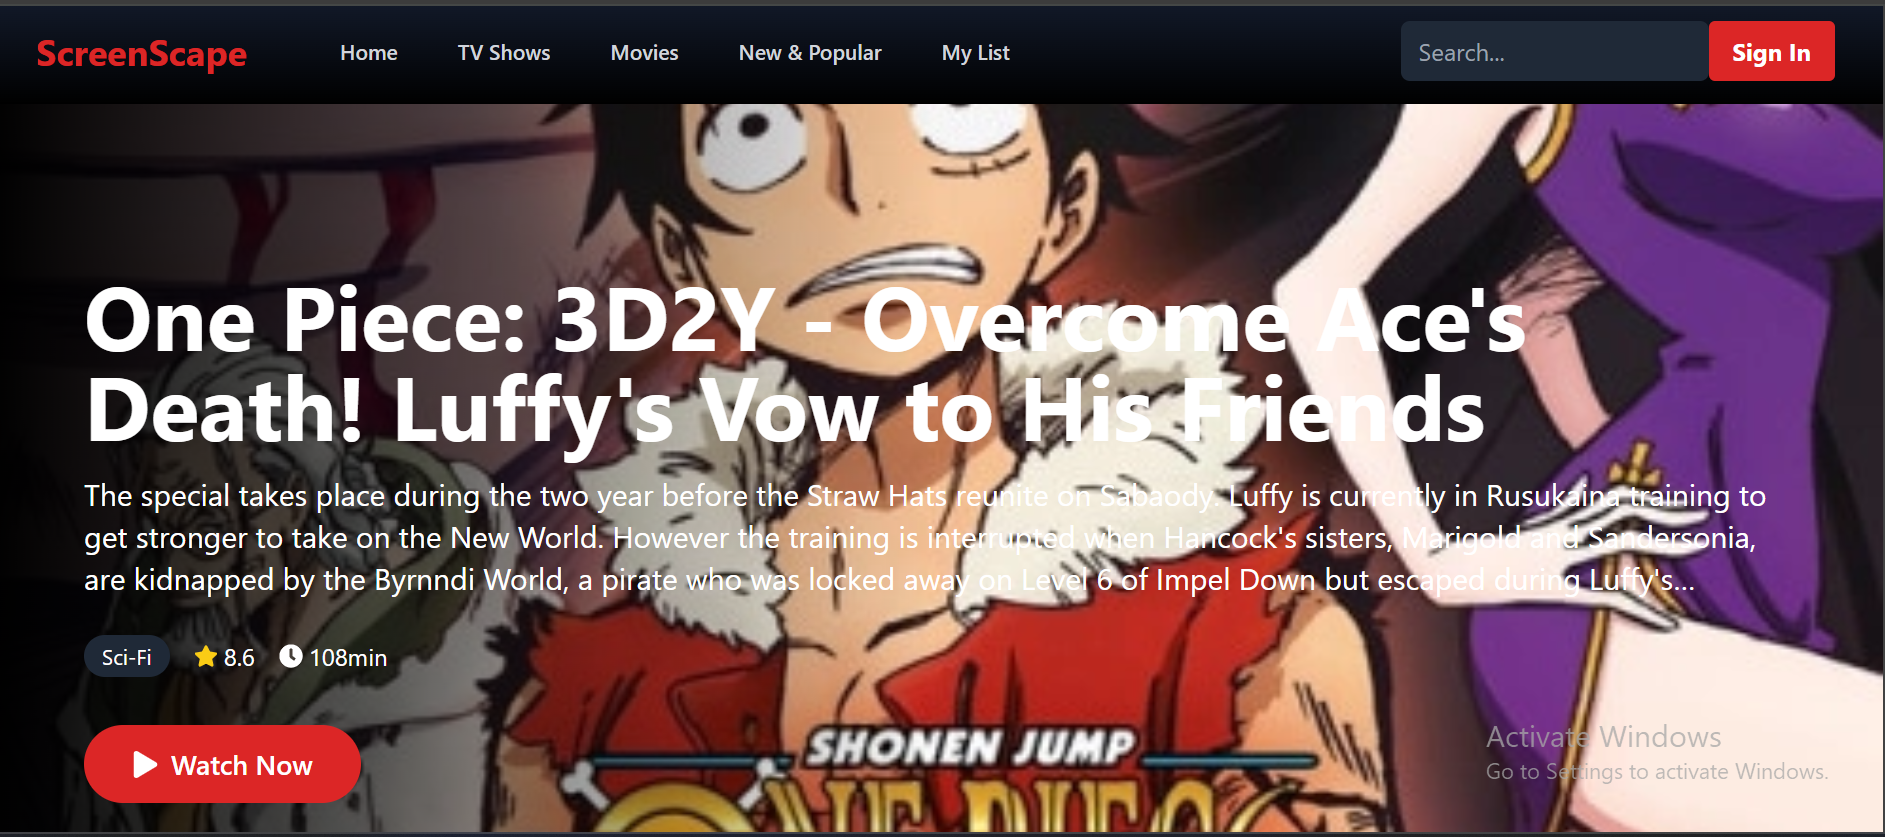 ScreenScape
Home
TV Shows
Movies
New & Popular
My List
Search...
Sign In
One Piece: 3D2Y - Overcome Ace's
Death! Luffy's Vow to His Friends
The special takes place during the two year before the Straw Hats reunite on Sabaody. Luffy is currently in Rusukaina training to
get stronger to take on the New World. However the training is interrupted when Hancock's sisters, Marigold and Sandersonia,
are kidnapped by the Byrnndi World, a pirate who was locked away on Level 6 of Impel Down but escaped during Luffy's...
Sci-Fi
8.6
108min
Watch Now
SHONEN JUMP
ONE PIECE
Activate Windows
Go to Settings to activate Windows.